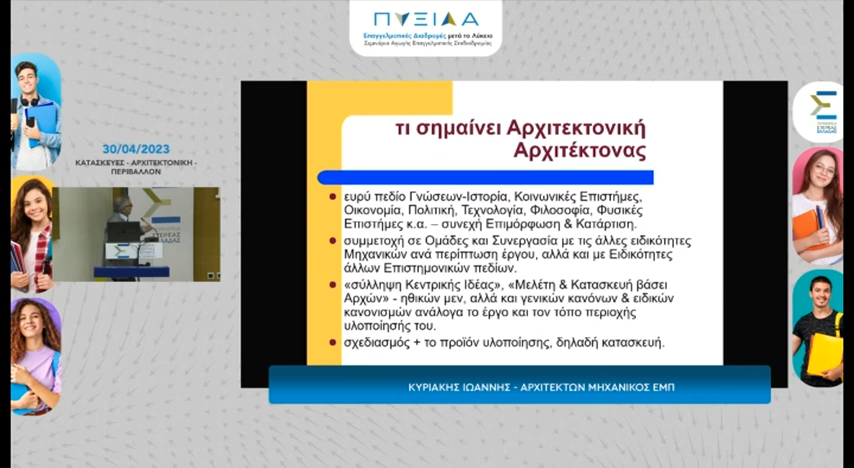 ΠΥΞΙΔΑ
Επαγγελματικές Διαδρομές μετά το Λύκειο
Σεμινάρια Αγωγής Επαγγελματικής Σταδιοδρομίας
30/04/2023
ΚΑΤΑΣΚΕΥΕΣ - ΑΡΧΙΤΕΚΤΟΝΙΚΗ -
ΠΕΡΙΒΑΛΛΟΝ
τι σημαίνει Αρχιτεκτονική
Αρχιτέκτονας
ευρύ πεδίο Γνώσεων-Ιστορία, Κοινωνικές Επιστήμες,
Οικονομία, Πολιτική, Τεχνολογία, Φιλοσοφία, Φυσικές
Επιστήμες κ.α. – συνεχή Επιμόρφωση & Κατάρτιση.
συμμετοχή σε Ομάδες και Συνεργασία με τις άλλες ειδικότητες
Μηχανικών ανά περίπτωση έργου, αλλά και με Ειδικότητες
άλλων Επιστημονικών πεδίων.
«σύλληψη Κεντρικής Ιδέας», «Μελέτη & Κατασκευή βάσει
Αρχών» - ηθικών μεν, αλλά και γενικών κανόνων & ειδικών
κανονισμών ανάλογα το έργο και τον τόπο περιοχής
υλοποίησής του.
σχεδιασμός + το προϊόν υλοποίησης, δηλαδή κατασκευή.
ΚΥΡΙΑΚΗΣ ΙΩΑΝΝΗΣ - ΑΡΧΙΤΕΚΤΩΝ ΜΗΧΑΝΙΚΟΣ ΕΜΠ
ΣΤΕΡΕΑΣ
ΕΛΛΑΔΑΣ